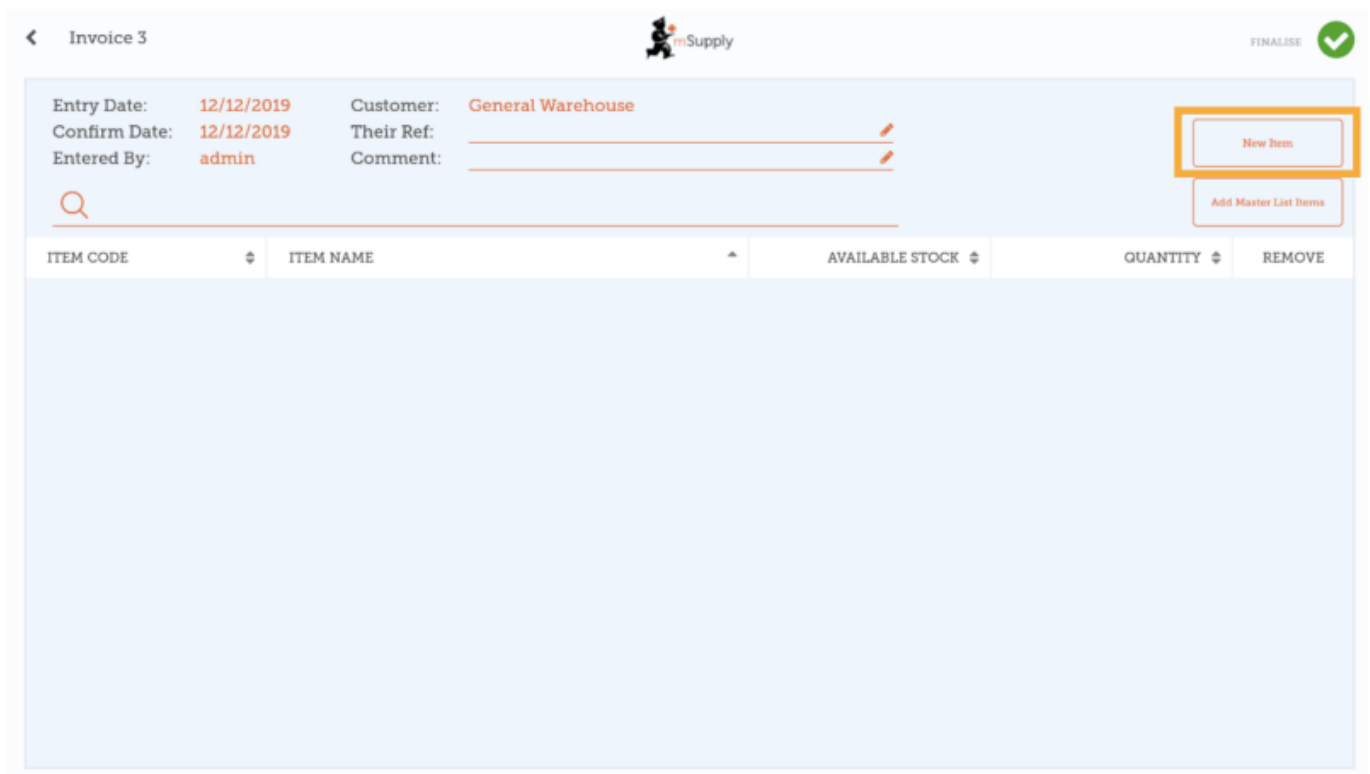 Invoice 3
mSupply
FINALISE
Entry Date: 12/12/2019 Customer: General Warehouse
Confirm Date: 12/12/2019 Their Ref:
Entered By: admin Comment:
New Item
Add Master List Items
ITEM CODE ITEM NAME AVAILABLE STOCK QUANTITY REMOVE